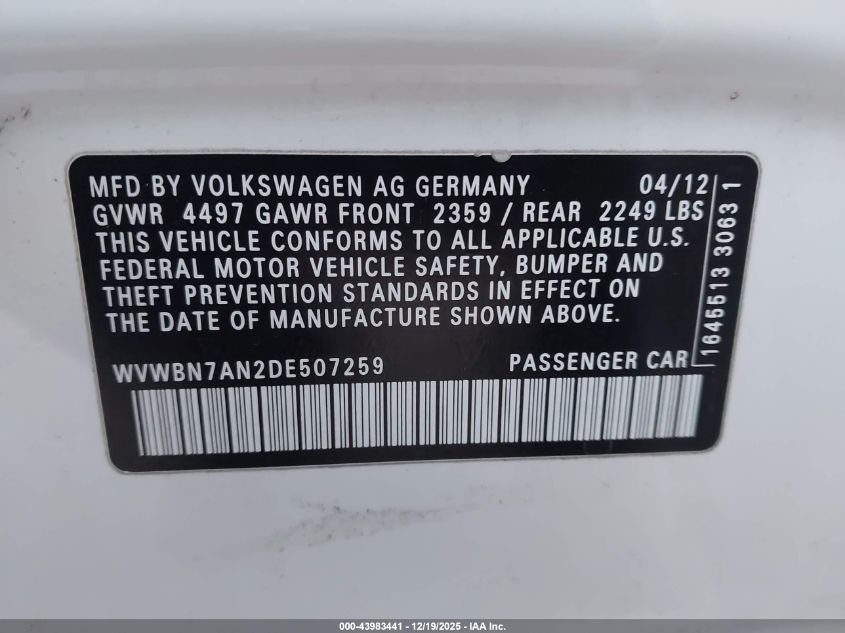 MFD BY VOLKSWAGEN AG GERMANY 04/12
GVWR 4497 GAWR FRONT 2359 / REAR 2249 LBS
THIS VEHICLE CONFORMS TO ALL APPLICABLE U.S.
FEDERAL MOTOR VEHICLE SAFETY, BUMPER AND
THEFT PREVENTION STANDARDS IN EFFECT ON
THE DATE OF MANUFACTURE SHOWN ABOVE.
WVWBN7AN2DE507259 PASSENGER CAR
1645513 30631
000-43983441 - 12/19/2025 - IAA Inc.